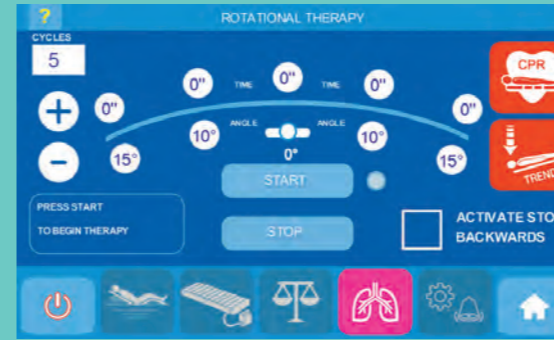 ?
ROTATIONAL THERAPY
CYCLES
5
0" 0" TIME 0" TIME 0" 0"
15° 10° ANGLE 0° ANGLE 10° 15°
CPR
TREND
START
STOP
PRESS START
TO BEGIN THERAPY
ACTIVATE STO
BACKWARDS